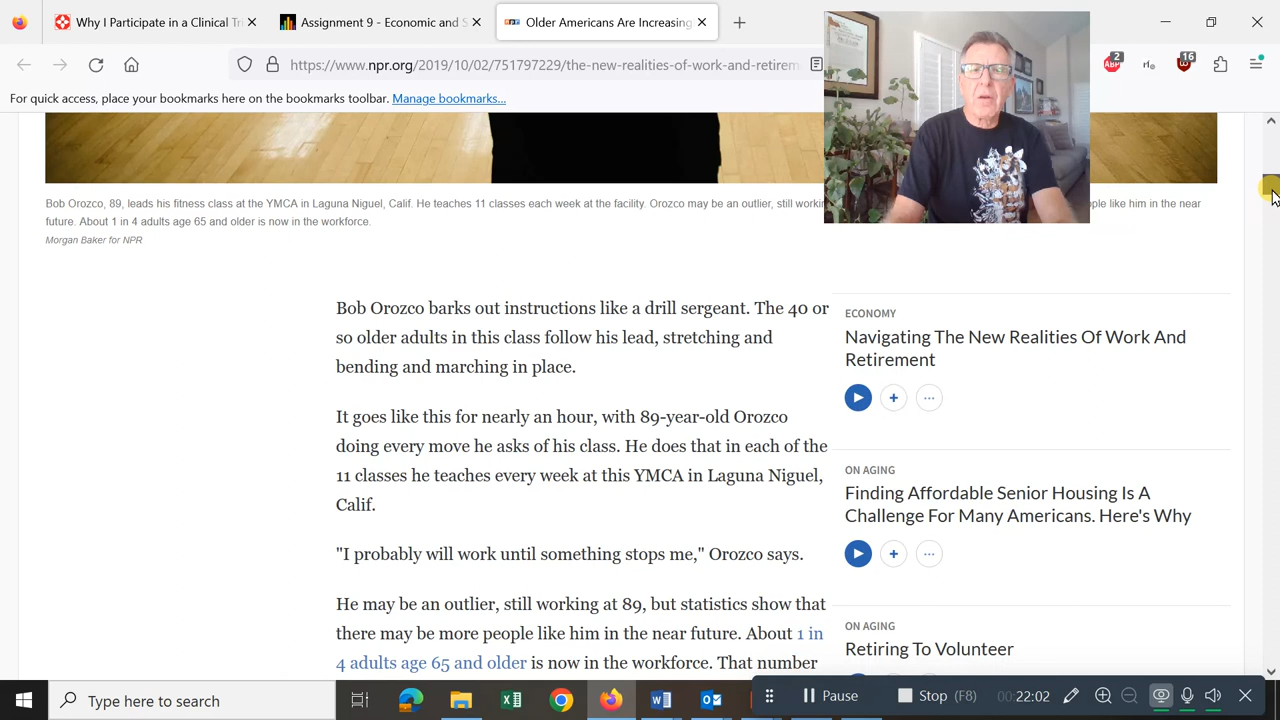 Why I Participate in a Clinical Tri
Assignment 9 - Economic and S
Older Americans Are Increasing
https://www.npr.org/2019/10/02/751797229/the-new-realities-of-work-and-retirem
ABP
2
rl.
16
For quick access, place your bookmarks here on the bookmarks toolbar. Manage bookmarks...
Bob Orozco, 89, leads his fitness class at the YMCA in Laguna Niguel, Calif. He teaches 11 classes each week at the facility. Orozco may be an outlier, still workin
ople like him in the near
future. About 1 in 4 adults age 65 and older is now in the workforce.
Morgan Baker for NPR
Bob Orozco barks out instructions like a drill sergeant. The 40 or
so older adults in this class follow his lead, stretching and
bending and marching in place.
It goes like this for nearly an hour, with 89-year-old Orozco
doing every move he asks of his class. He does that in each of the
11 classes he teaches every week at this YMCA in Laguna Niguel,
Calif.
"I probably will work until something stops me," Orozco says.
He may be an outlier, still working at 89, but statistics show that
there may be more people like him in the near future. About 1 in
4 adults age 65 and older is now in the workforce. That number
ECONOMY
Navigating The New Realities Of Work And
Retirement
ON AGING
Finding Affordable Senior Housing Is A
Challenge For Many Americans. Here's Why
ON AGING
Retiring To Volunteer
Type here to search
Pause
Stop (F8)
00:22:02